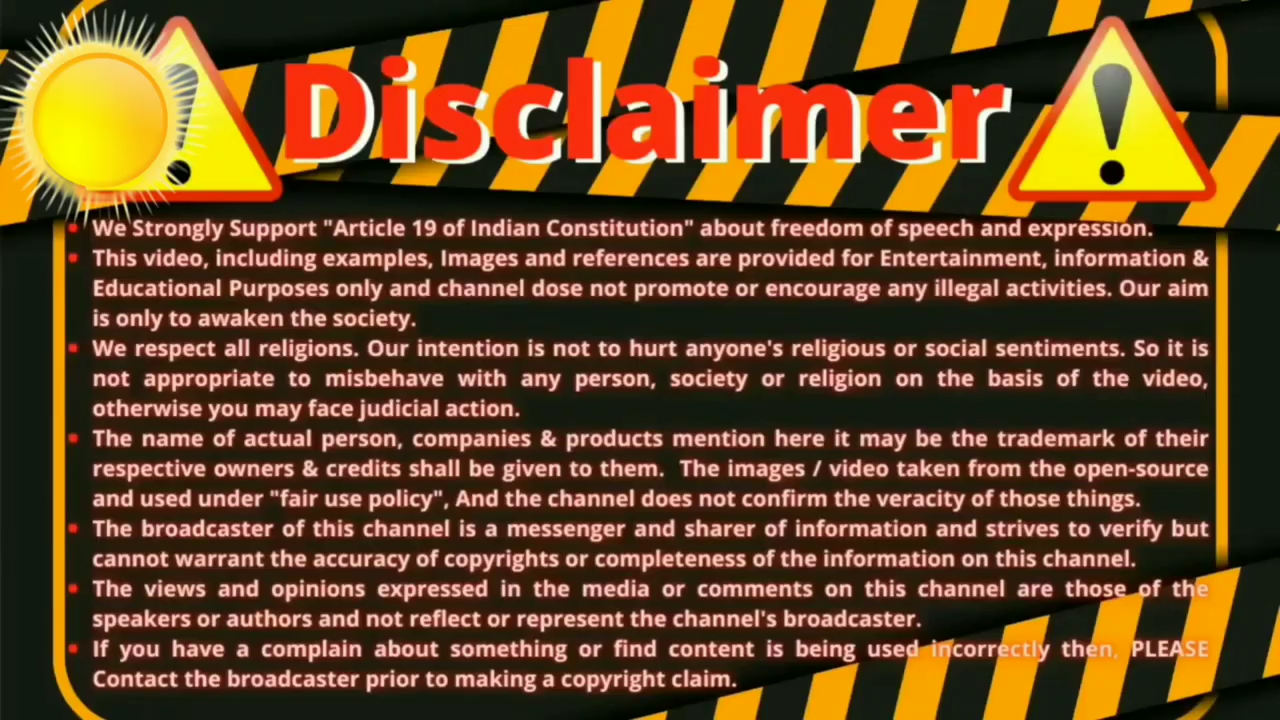 Disclaimer
We Strongly Support "Article 19 of Indian Constitution" about freedom of speech and expression.
This video, including examples, Images and references are provided for Entertainment, information &
Educational Purposes only and channel dose not promote or encourage any illegal activities. Our aim
is only to awaken the society.
We respect all religions. Our intention is not to hurt anyone's religious or social sentiments. So it is
not appropriate to misbehave with any person, society or religion on the basis of the video,
otherwise you may face judicial action.
The name of actual person, companies & products mention here it may be the trademark of their
respective owners & credits shall be given to them. The images / video taken from the open-source
and used under "fair use policy", And the channel does not confirm the veracity of those things.
The broadcaster of this channel is a messenger and sharer of information and strives to verify but
cannot warrant the accuracy of copyrights or completeness of the information on this channel.
The views and opinions expressed in the media or comments on this channel are those of the
speakers or authors and not reflect or represent the channel's broadcaster.
If you have a complain about something or find content is being used incorrectly then, PLEASE
Contact the broadcaster prior to making a copyright claim.